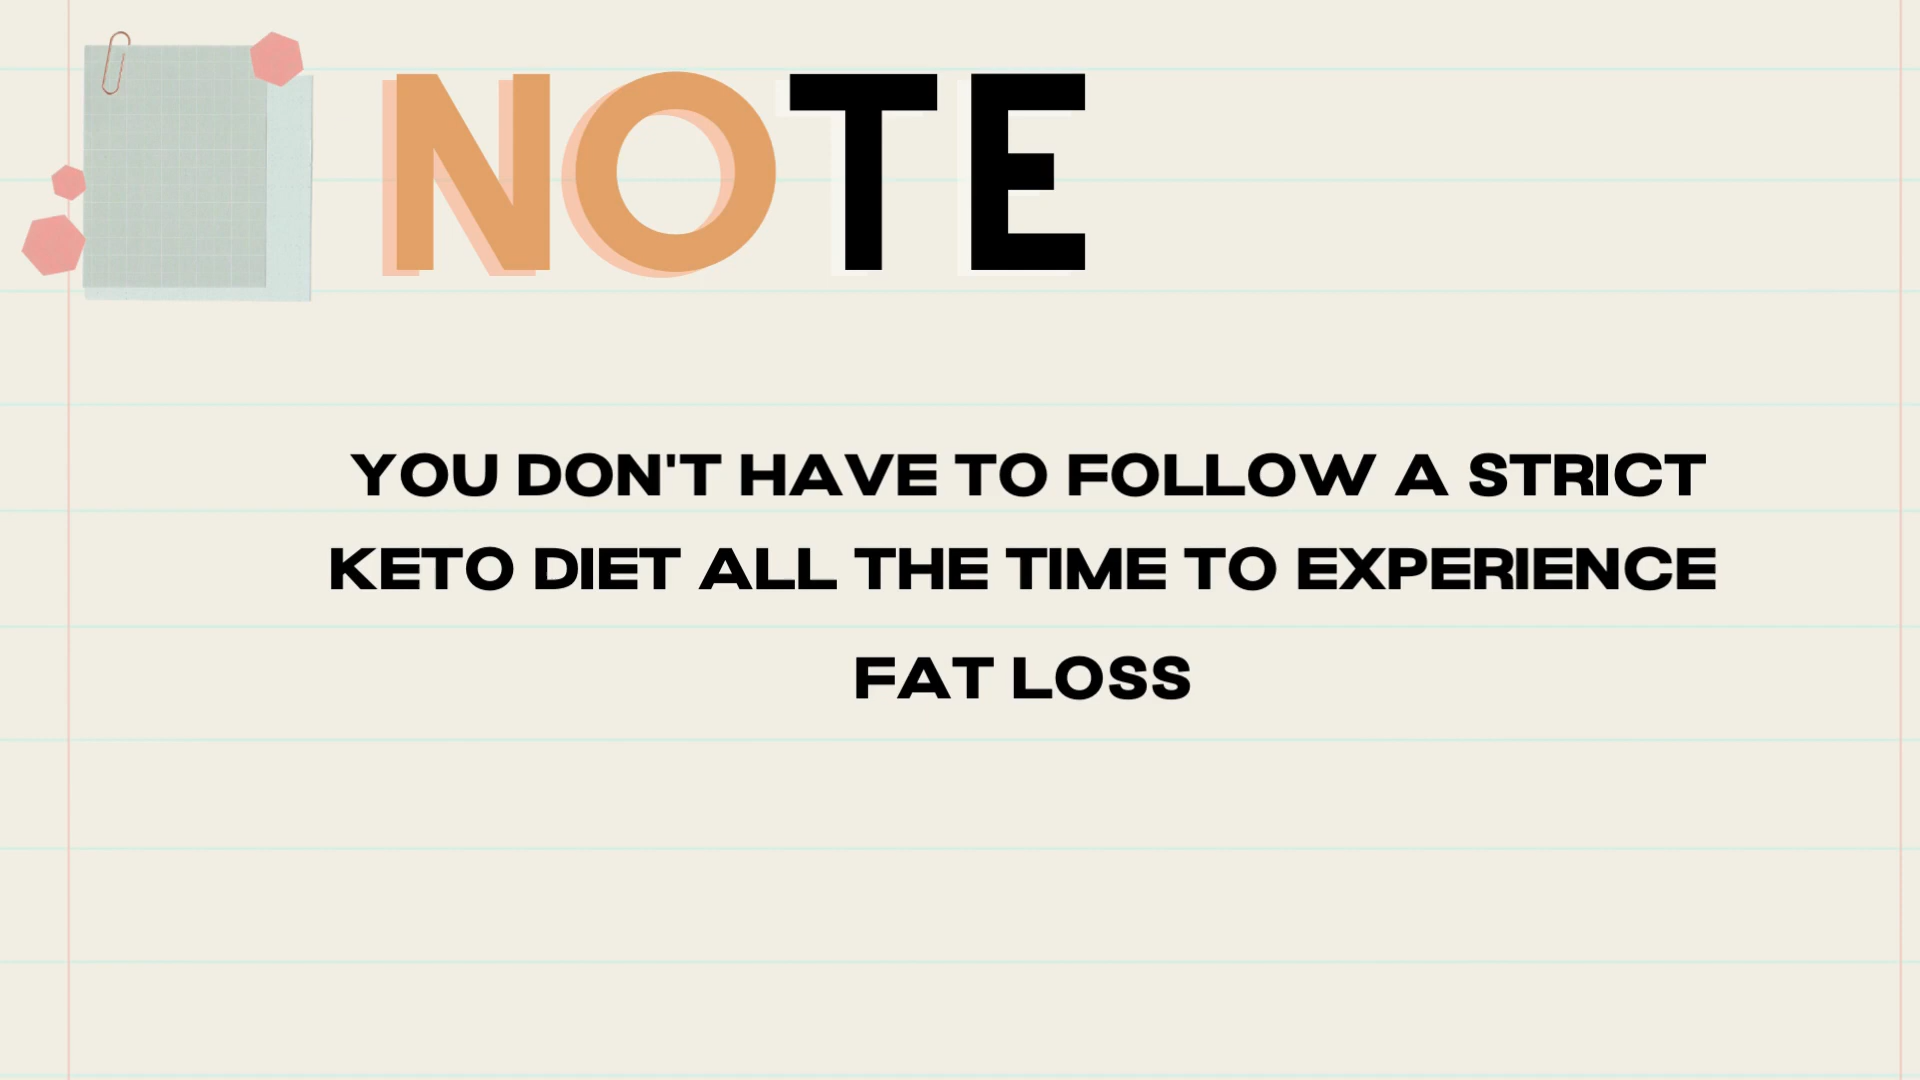 NOTE
YOU DON'T HAVE TO FOLLOW A STRICT
KETO DIET ALL THE TIME TO EXPERIENCE
FAT LOSS